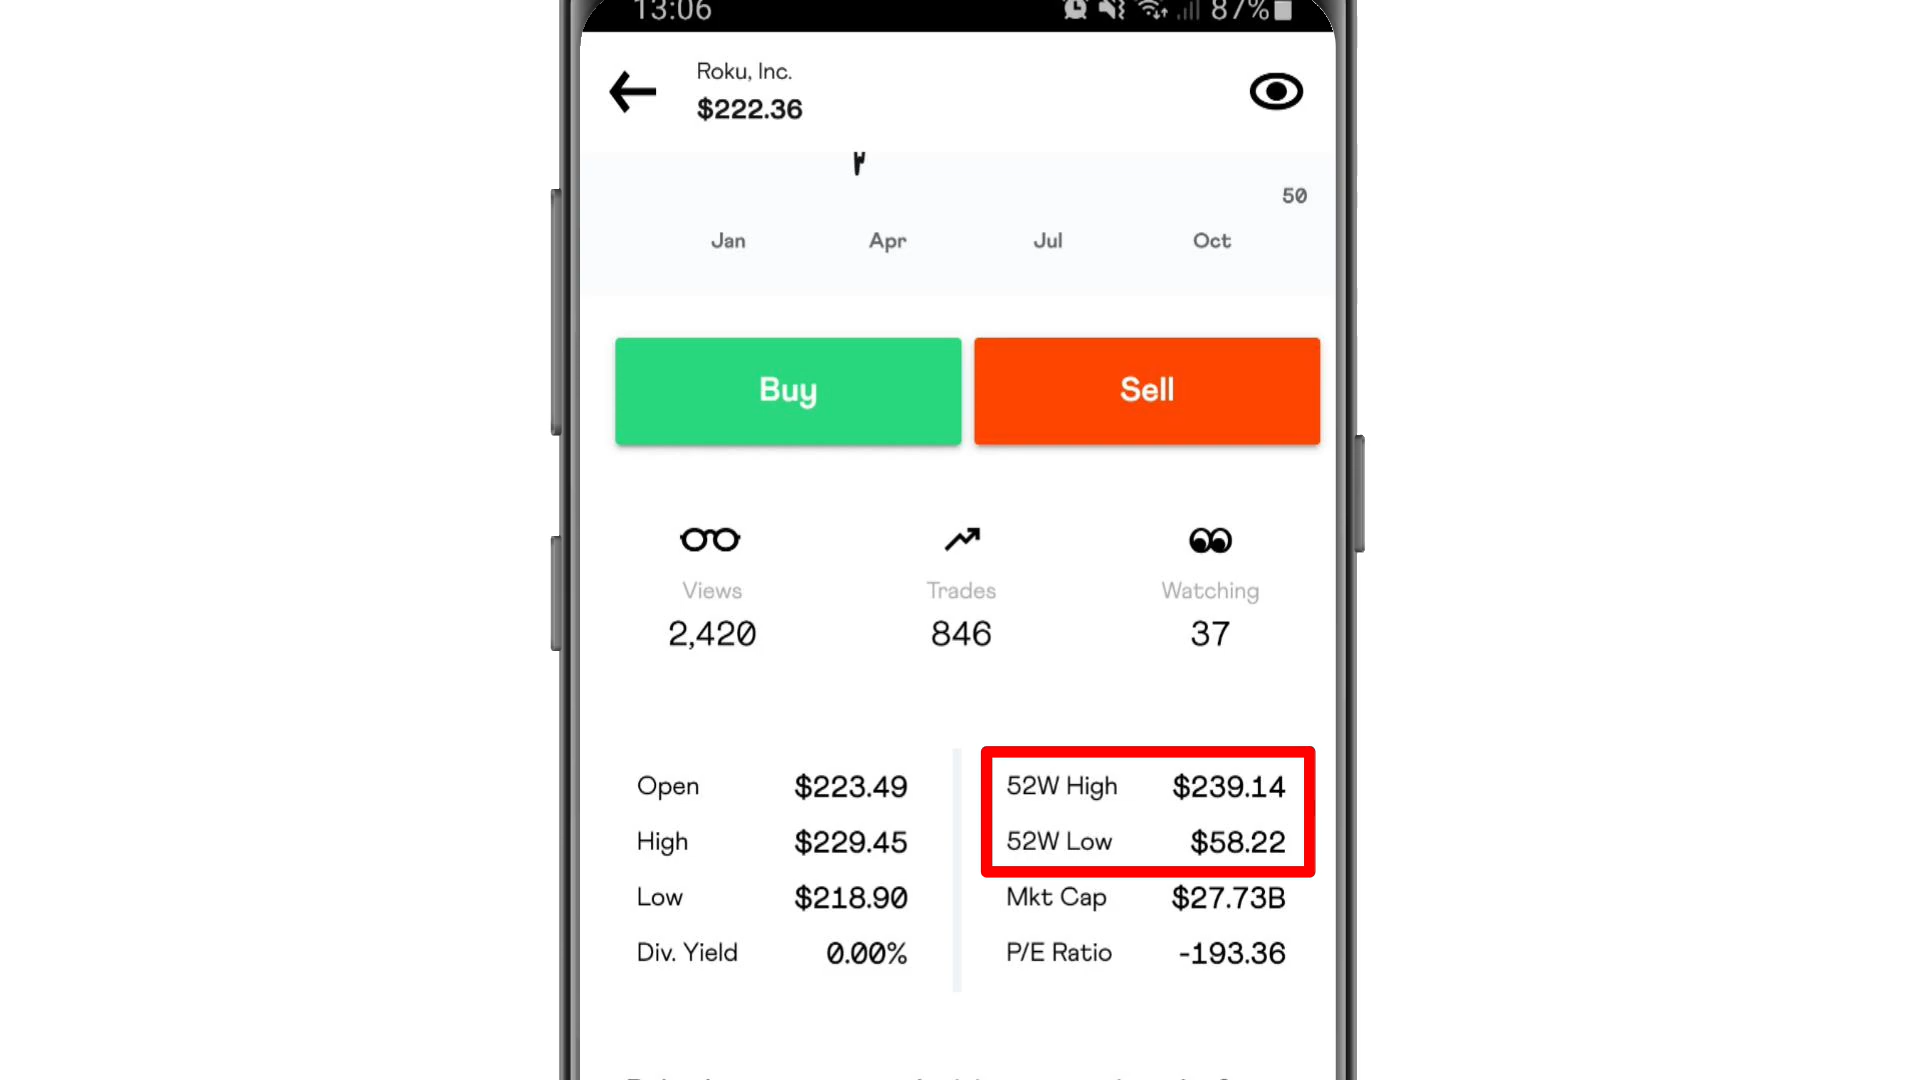 13:06 87%
Roku, Inc.
$222.36
50
Jan Apr Jul Oct
Buy Sell
Views Trades Watching
2,420 846 37
Open $223.49 52W High $239.14
High $229.45 52W Low $58.22
Low $218.90 Mkt Cap $27.73B
Div. Yield 0.00% P/E Ratio -193.36